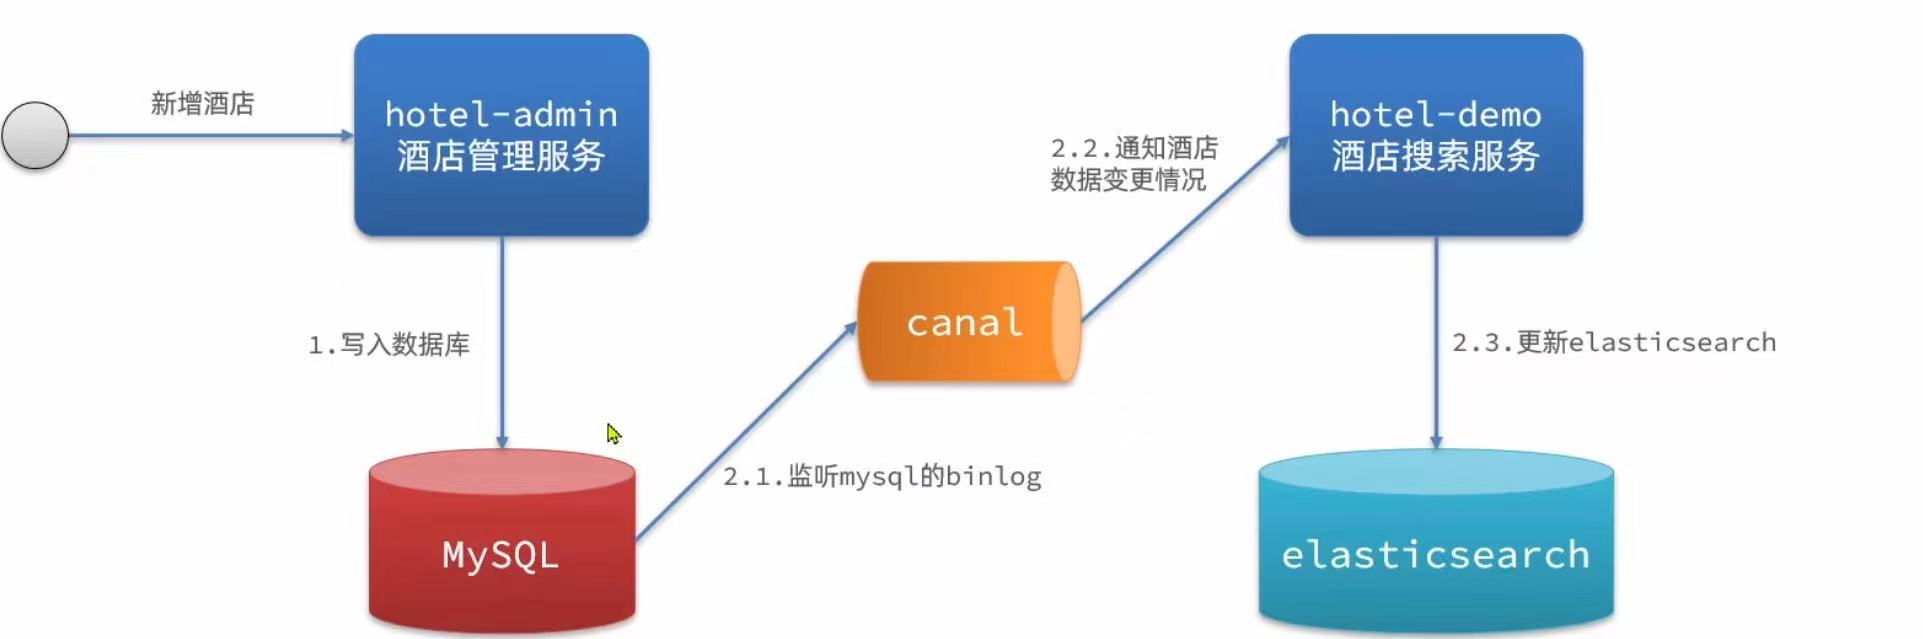 新增酒店
hotel-admin
酒店管理服务
1.写入数据库
MySQL
2.1.监听mysql的binlog
canal
2.2.通知酒店
数据变更情况
hotel-demo
酒店搜索服务
2.3.更新elasticsearch
elasticsearch